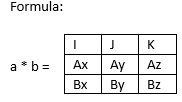 Formula:
I J K
a * b = Ax Ay Az
Bx By Bz